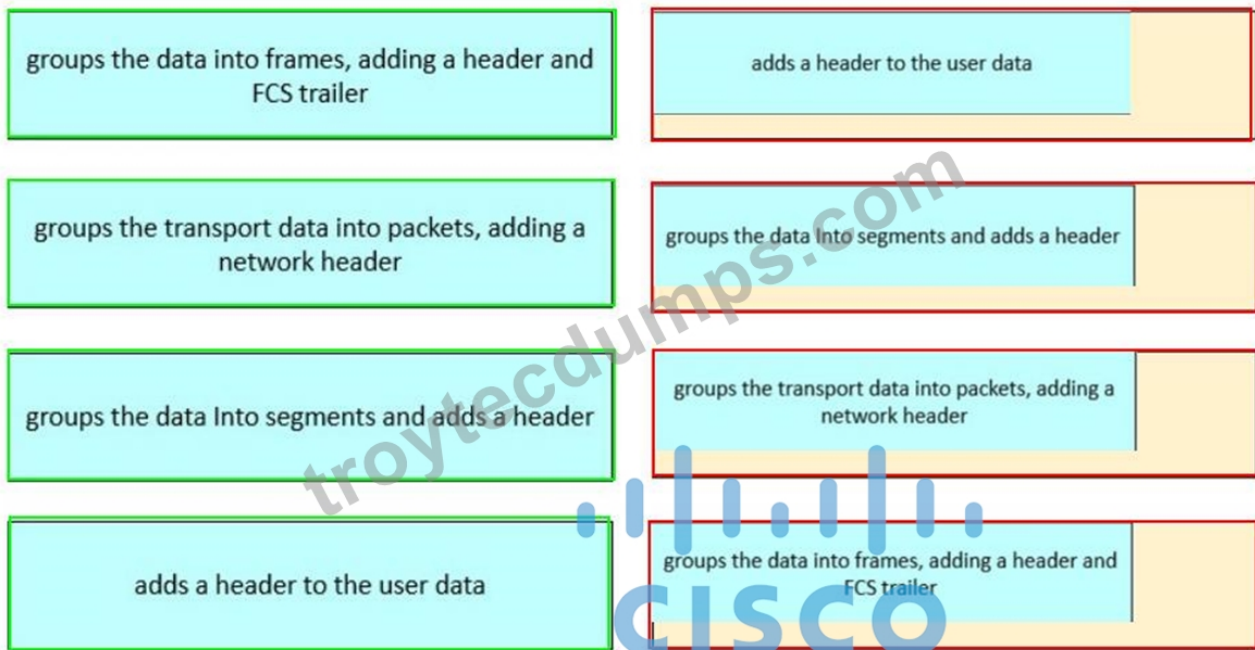 groups the data into frames, adding a header and
FCS trailer
adds a header to the user data
groups the transport data into packets, adding a
network header
groups the data Into segments and adds a header
groups the data Into segments and adds a header
groups the transport data into packets, adding a
network header
adds a header to the user data
groups the data into frames, adding a header and
FCS trailer
troytecdumps.com
CISCO